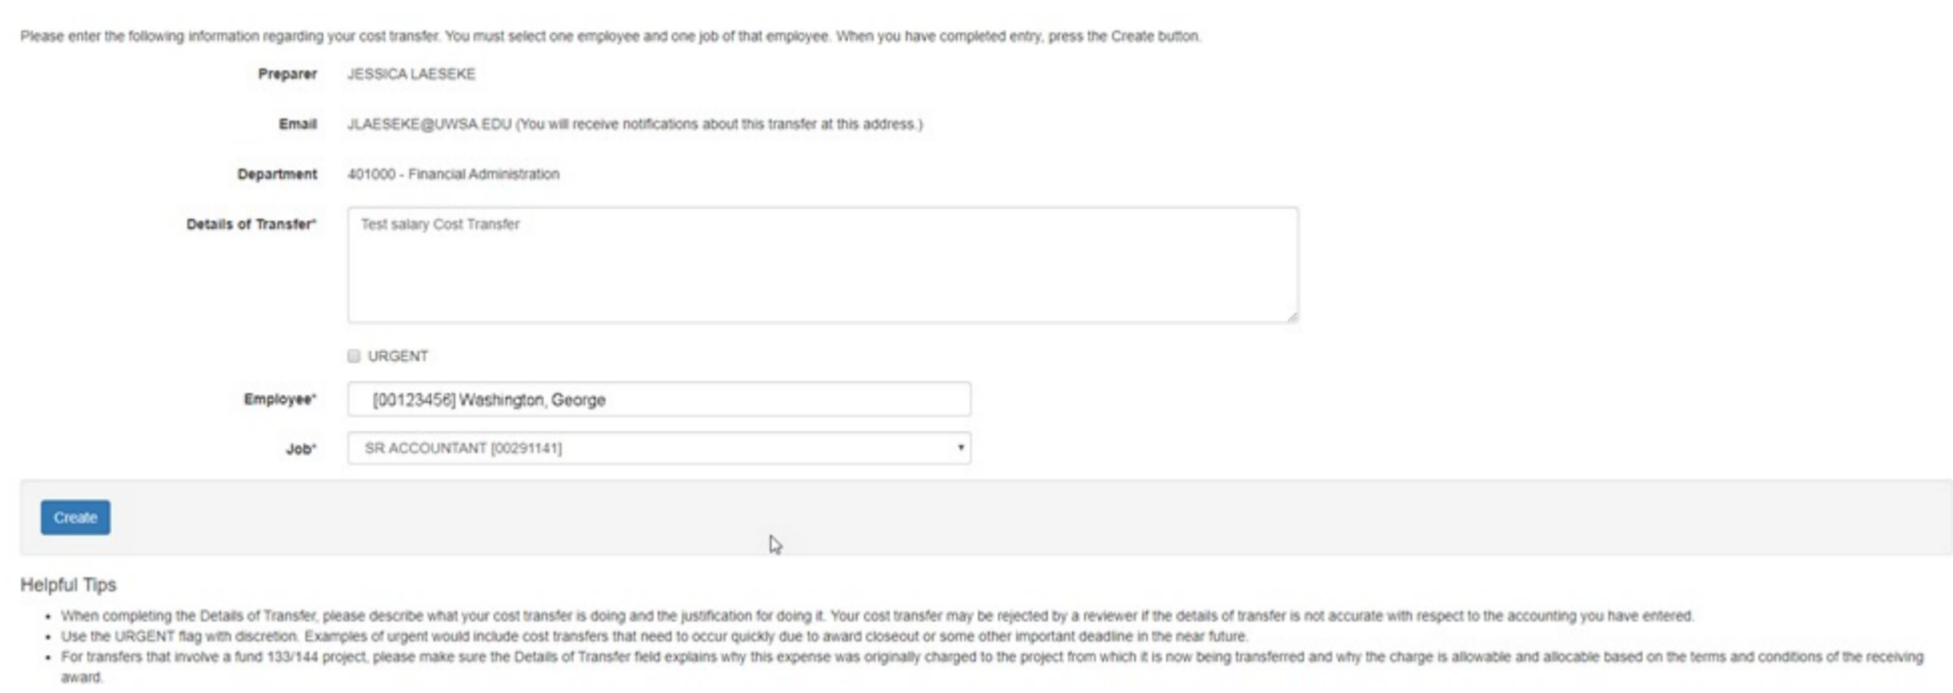 Please enter the following information regarding your cost transfer. You must select one employee and one job of that employee. When you have completed entry, press the Create button.
Preparer JESSICA LAESEKE
Email JLAESEKE@UWSA.EDU (You will receive notifications about this transfer at this address.)
Department 401000 - Financial Administration
Details of Transfer* Test salary Cost Transfer
URGENT
Employee* [00123456] Washington, George
Job* SR ACCOUNTANT [00291141]
Create
Helpful Tips
• When completing the Details of Transfer, please describe what your cost transfer is doing and the justification for doing it. Your cost transfer may be rejected by a reviewer if the details of transfer is not accurate with respect to the accounting you have entered.
• Use the URGENT flag with discretion. Examples of urgent would include cost transfers that need to occur quickly due to award closeout or some other important deadline in the near future.
• For transfers that involve a fund 133/144 project, please make sure the Details of Transfer field explains why this expense was originally charged to the project from which it is now being transferred and why the charge is allowable and allocable based on the terms and conditions of the receiving
award.